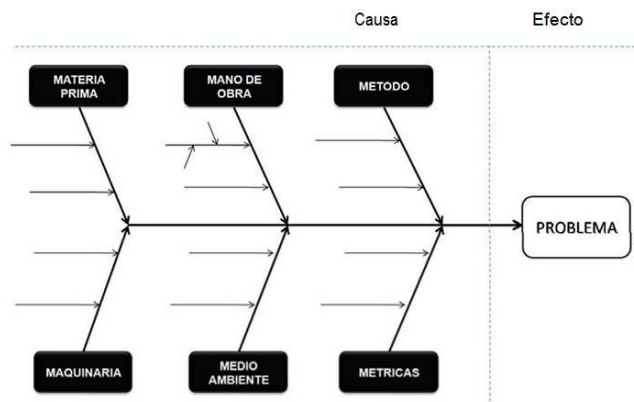 Causa
Efecto
MATERIA
PRIMA
MANO DE
OBRA
METODO
PROBLEMA
MAQUINARIA
MEDIO
AMBIENTE
METRICAS